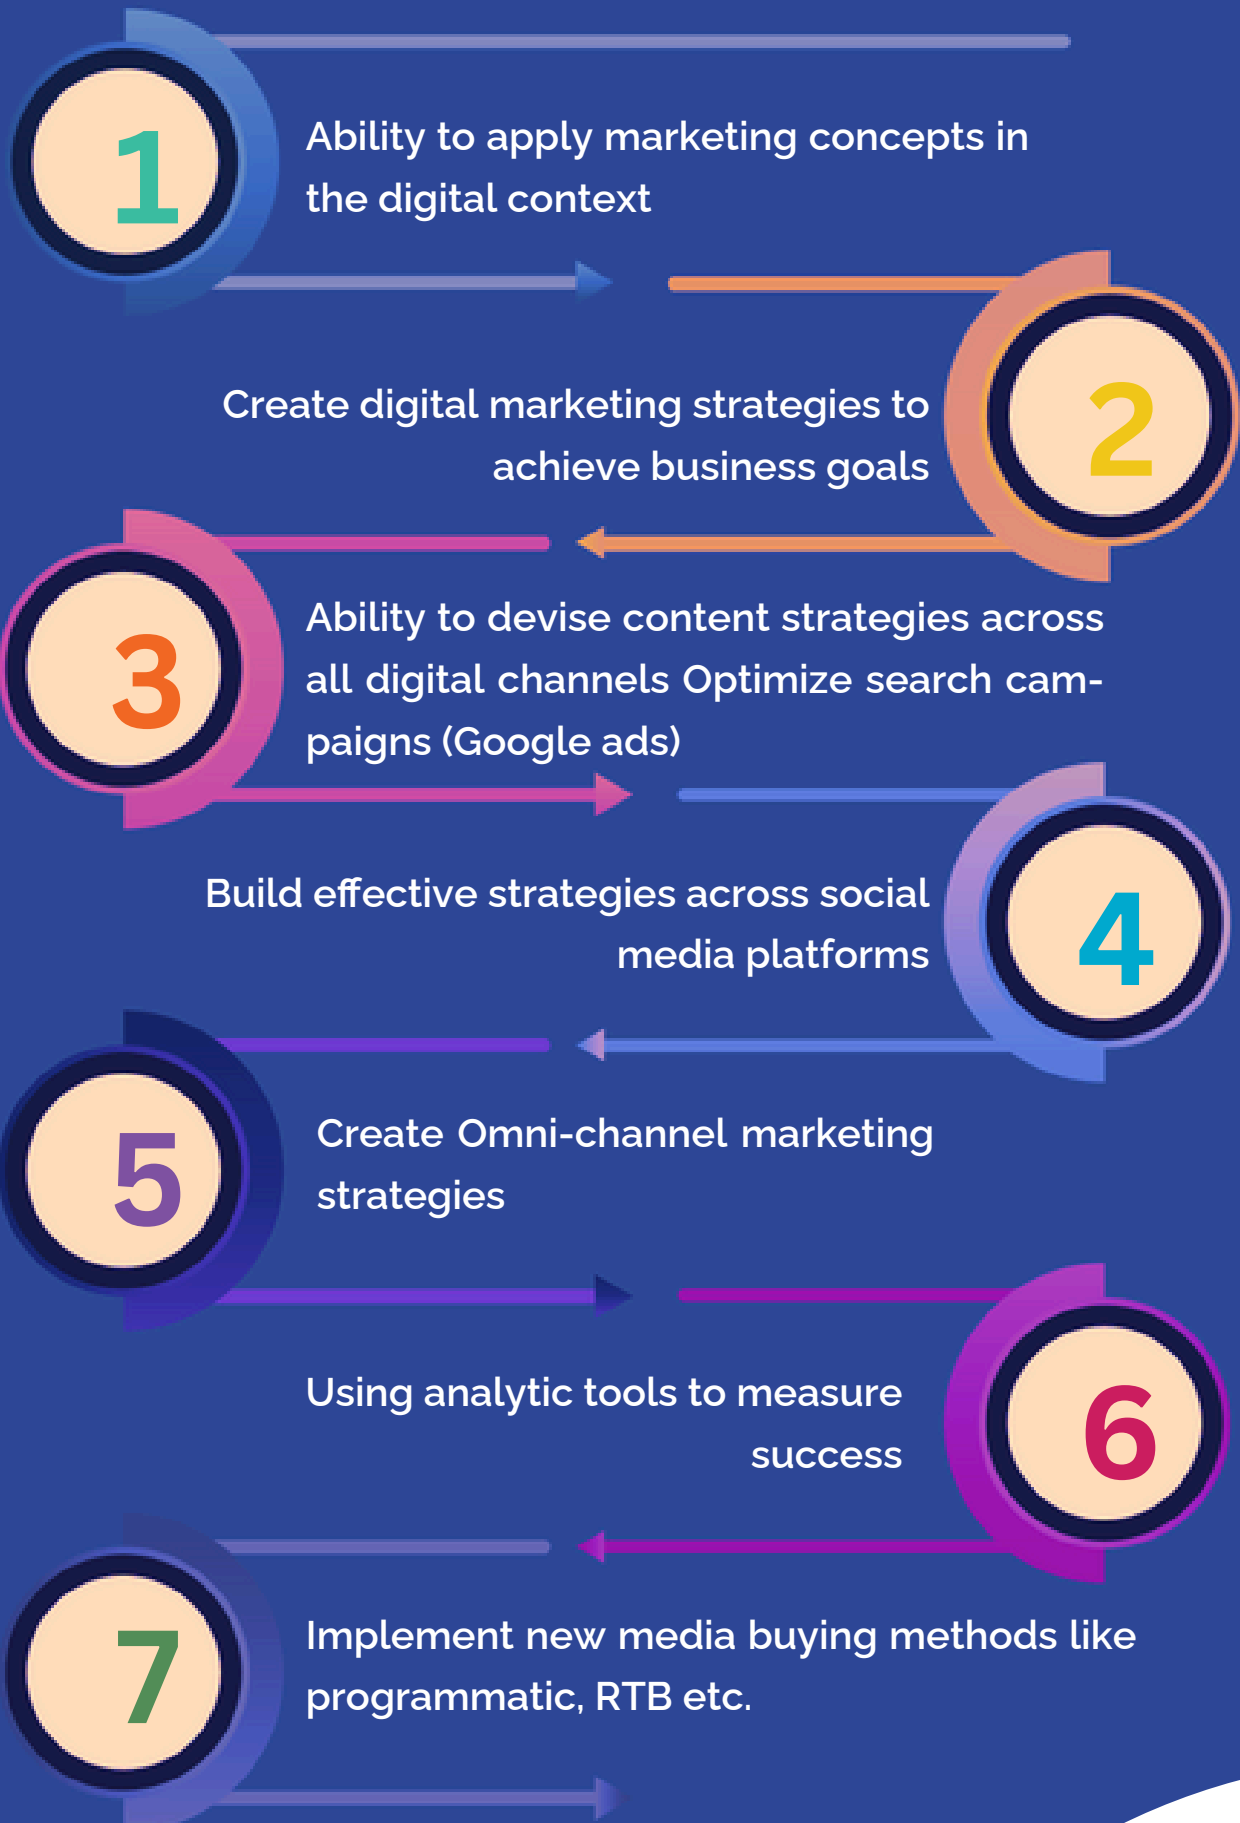 1
Ability to apply marketing concepts in
the digital context
2
Create digital marketing strategies to
achieve business goals
3
Ability to devise content strategies across
all digital channels Optimize search cam-
paigns (Google ads)
4
Build effective strategies across social
media platforms
5
Create Omni-channel marketing
strategies
6
Using analytic tools to measure
success
7
Implement new media buying methods like
programmatic, RTB etc.